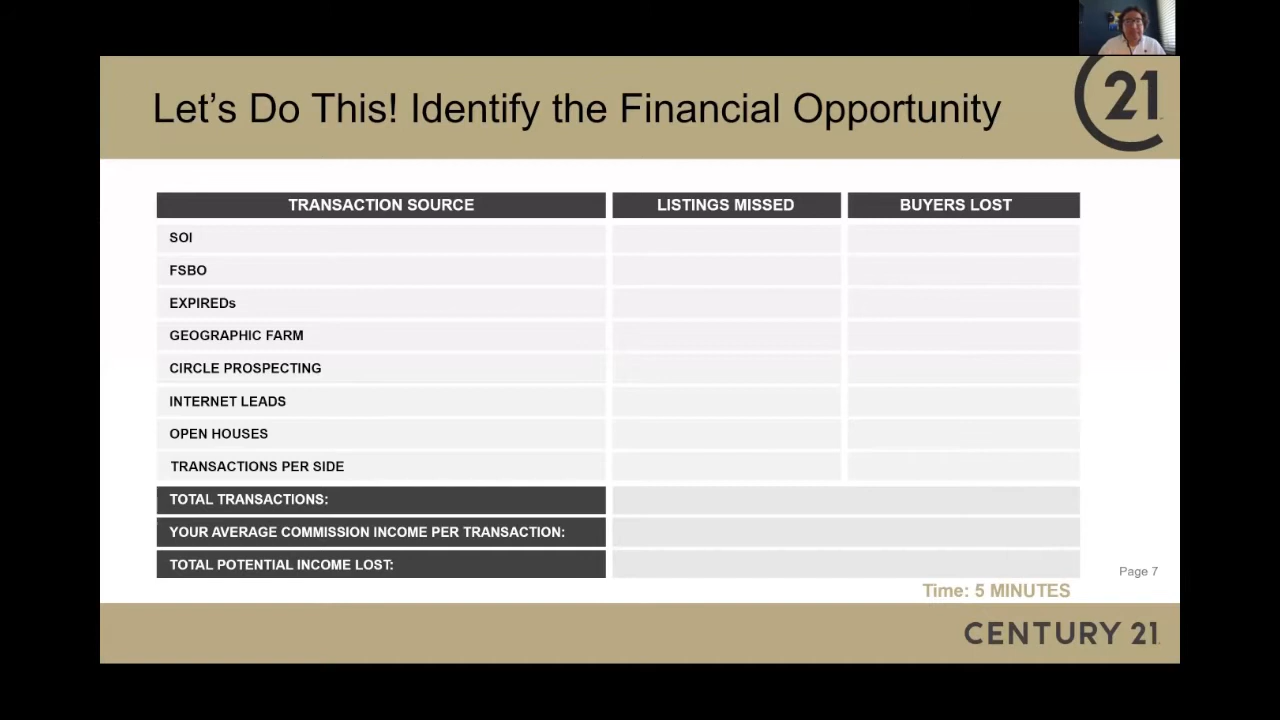 Let's Do This! Identify the Financial Opportunity
21
TRANSACTION SOURCE LISTINGS MISSED BUYERS LOST
SOI
FSBO
EXPIREDs
GEOGRAPHIC FARM
CIRCLE PROSPECTING
INTERNET LEADS
OPEN HOUSES
TRANSACTIONS PER SIDE
TOTAL TRANSACTIONS:
YOUR AVERAGE COMMISSION INCOME PER TRANSACTION:
TOTAL POTENTIAL INCOME LOST:
Page 7
Time: 5 MINUTES
CENTURY 21